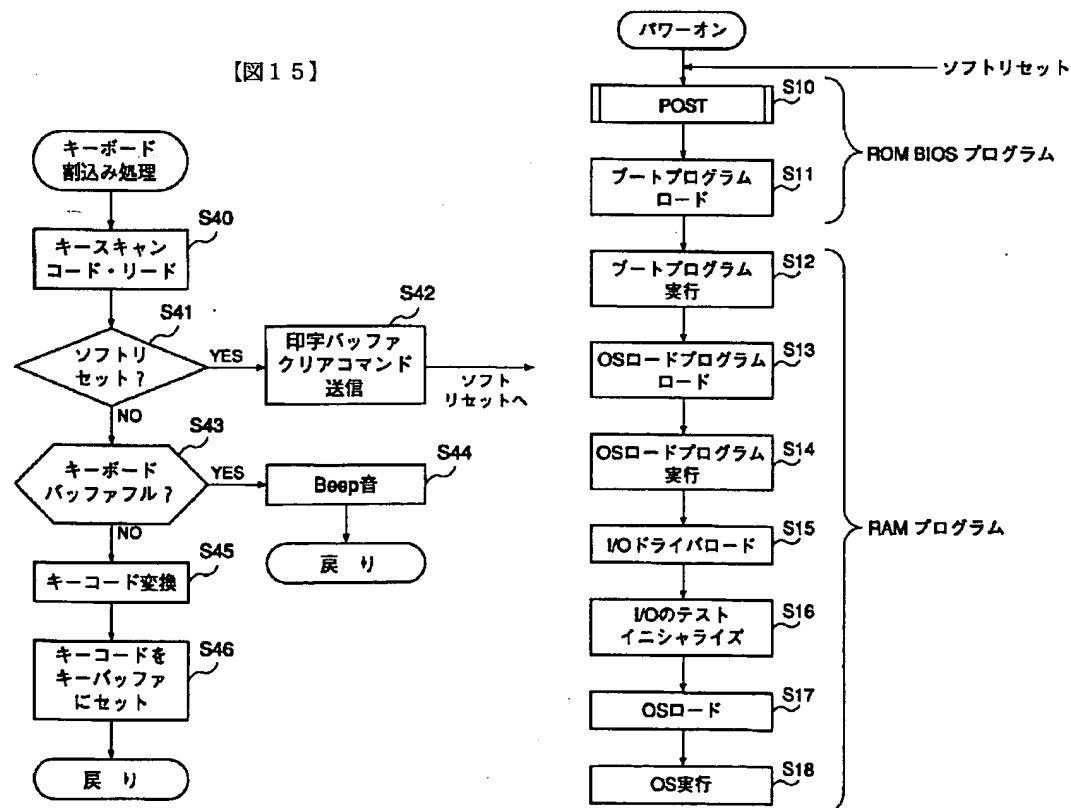 【図15】
キーボード
割込み処理
S40
キースキャン
コード・リード
S41
ソフトリ
セット?
YES
NO
S42
印字バッファ
クリアコマンド
送信
ソフト
リセットへ
S43
キーボード
バッファフル?
YES
NO
S44
Beep音
戻 り
S45
キーコード変換
S46
キーコードを
キーバッファ
にセット
戻 り
パワーオン
ソフトリセット
S10
POST
S11
ブートプログラム
ロード
ROM BIOS プログラム
S12
ブートプログラム
実行
S13
OSロードプログラム
ロード
S14
OSロードプログラム
実行
S15
I/Oドライバロード
S16
I/Oのテスト
イニシャライズ
S17
OSロード
S18
OS実行
RAM プログラム